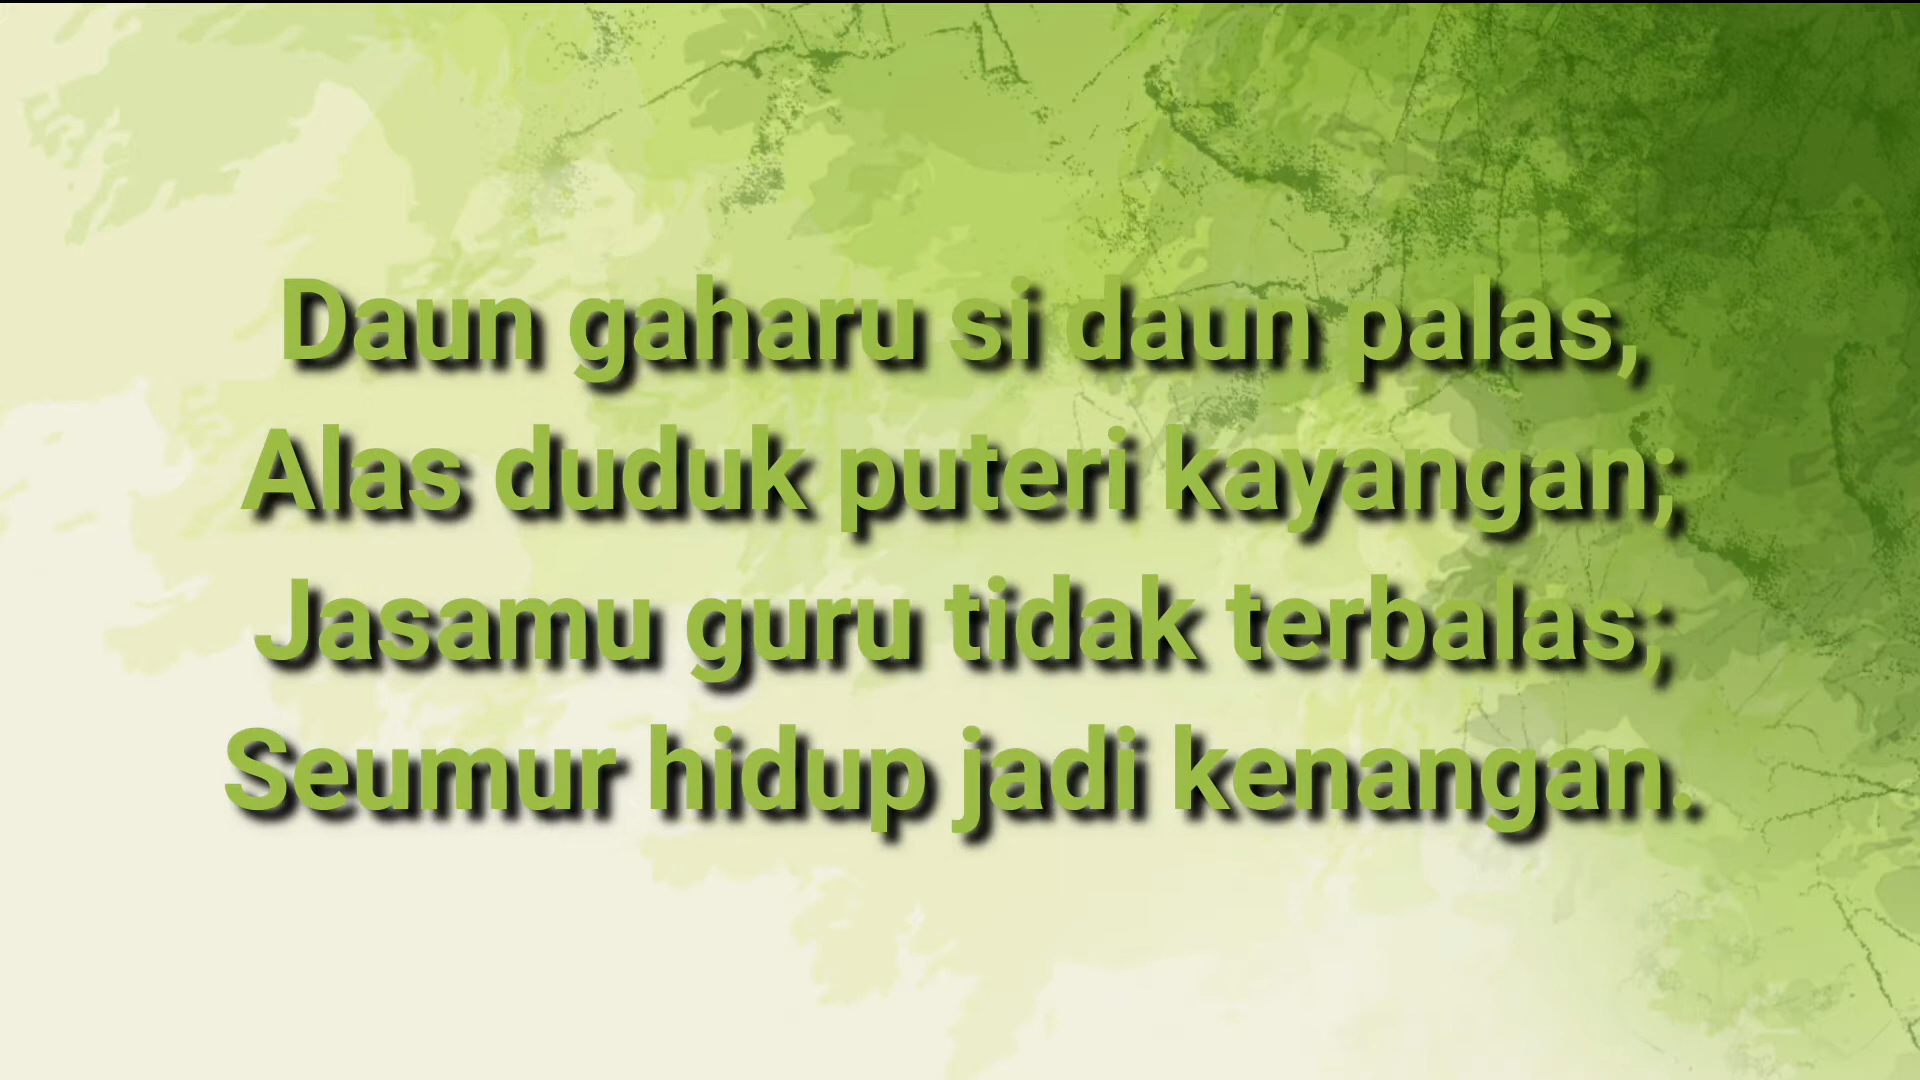 Daun gaharu si daun palas,
Alas duduk puteri kayangan;
Jasamu guru tidak terbalas;
Seumur hidup jadi kenangan.